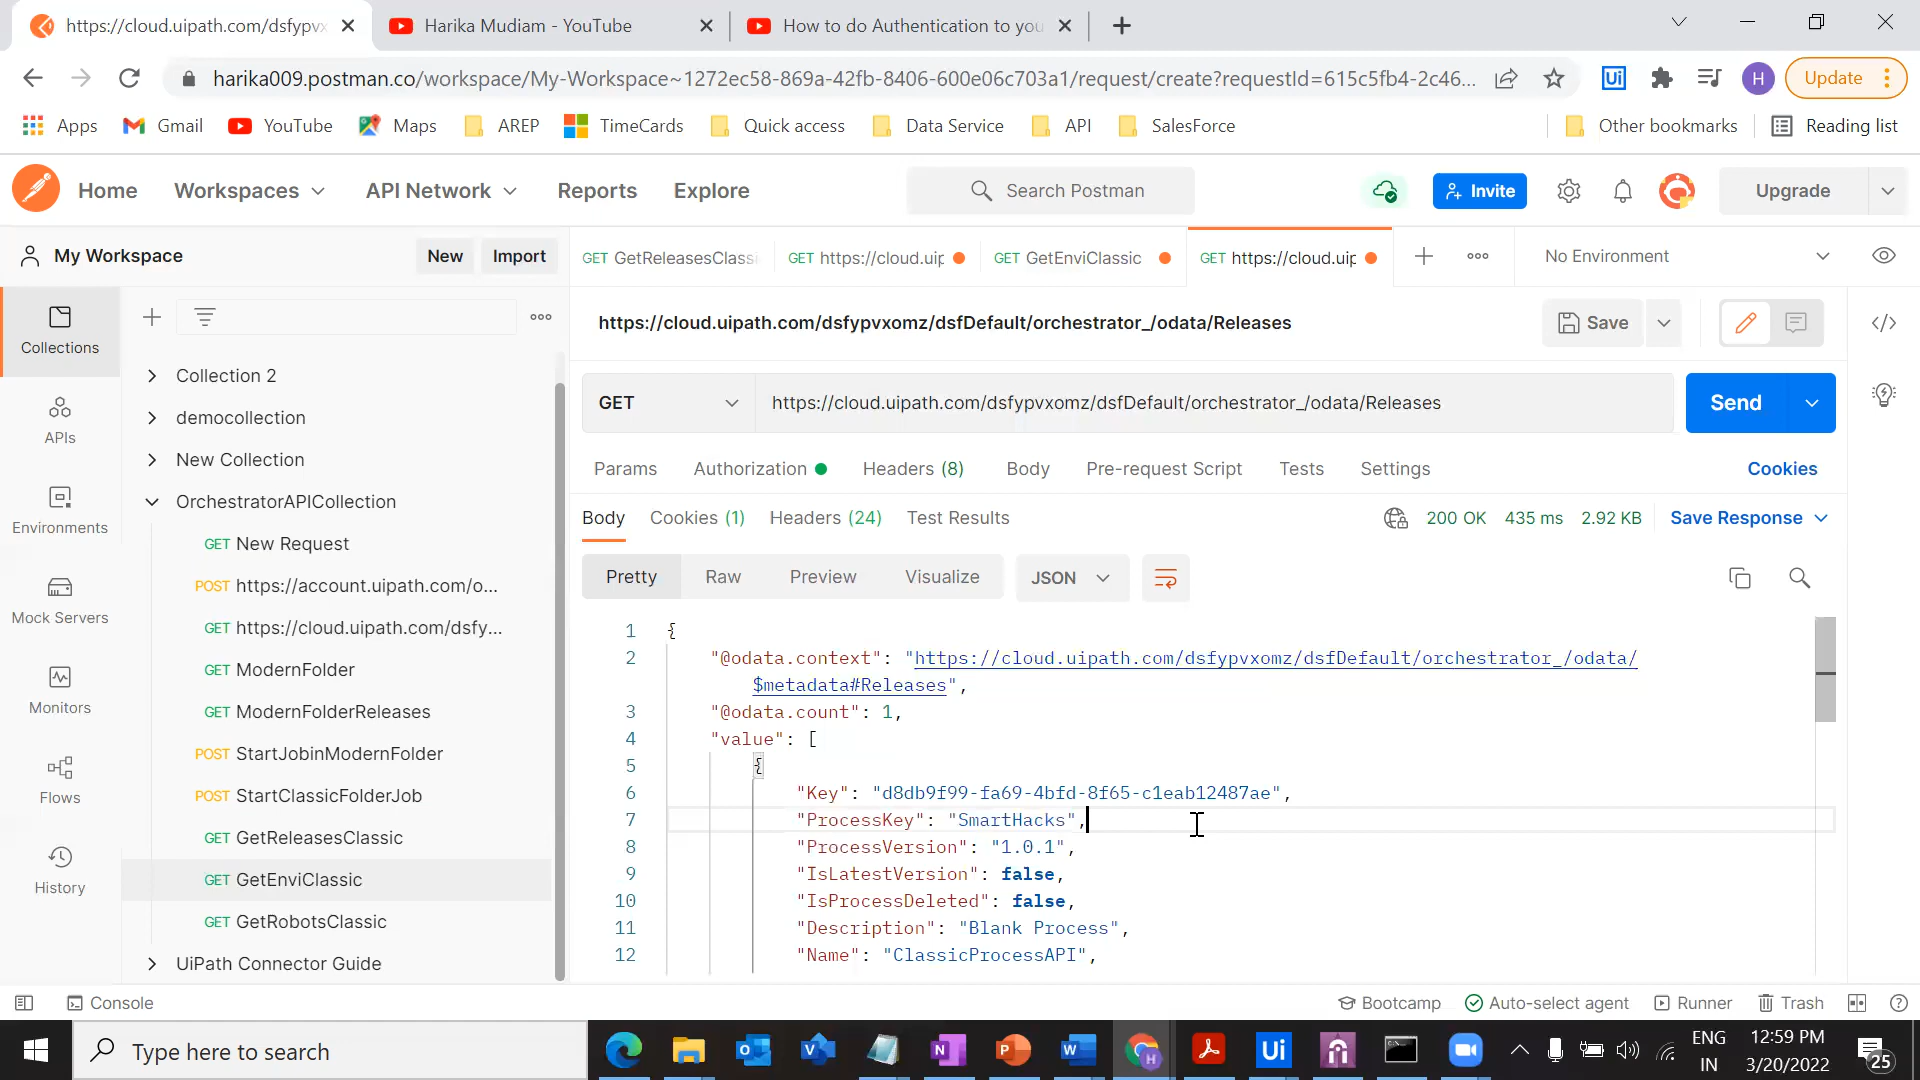 https://cloud.uipath.com/dsfypvx
Harika Mudiam - YouTube
How to do Authentication to you
harika009.postman.co/workspace/My-Workspace~1272ec58-869a-42fb-8406-600e06c703a1/request/create?requestId=615c5fb4-2c46...
Ui
H
Update
Apps
Gmail
YouTube
Maps
AREP
TimeCards
Quick access
Data Service
API
SalesForce
Other bookmarks
Reading list
Home
Workspaces
API Network
Reports
Explore
Search Postman
Invite
Upgrade
My Workspace
New
Import
GET GetReleasesClassi
GET https://cloud.uip
GET GetEnviClassic
GET https://cloud.uip
No Environment
Collections
APIs
Environments
Mock Servers
Monitors
Flows
History
Collection 2
democollection
New Collection
OrchestratorAPICollection
GET New Request
POST https://account.uipath.com/o...
GET https://cloud.uipath.com/dsfy...
GET ModernFolder
GET ModernFolderReleases
POST StartJobinModernFolder
POST StartClassicFolderJob
GET GetReleasesClassic
GET GetEnviClassic
GET GetRobotsClassic
UiPath Connector Guide
https://cloud.uipath.com/dsfypvxomz/dsfDefault/orchestrator_/odata/Releases
Save
GET
https://cloud.uipath.com/dsfypvxomz/dsfDefault/orchestrator_/odata/Releases
Send
Params
Authorization
Headers (8)
Body
Pre-request Script
Tests
Settings
Cookies
Body
Cookies (1)
Headers (24)
Test Results
200 OK
435 ms
2.92 KB
Save Response
Pretty
Raw
Preview
Visualize
JSON
1 {
2 "@odata.context": "https://cloud.uipath.com/dsfypvxomz/dsfDefault/orchestrator_/odata/
$metadata#Releases",
3 "@odata.count": 1,
4 "value": [
5 {
6 "Key": "d8db9f99-fa69-4bfd-8f65-c1eab12487ae",
7 "ProcessKey": "SmartHacks",
8 "ProcessVersion": "1.0.1",
9 "IsLatestVersion": false,
10 "IsProcessDeleted": false,
11 "Description": "Blank Process",
12 "Name": "ClassicProcessAPI",
Console
Bootcamp
Auto-select agent
Runner
Trash
Type here to search
Ui
ENG
IN
12:59 PM
3/20/2022
25